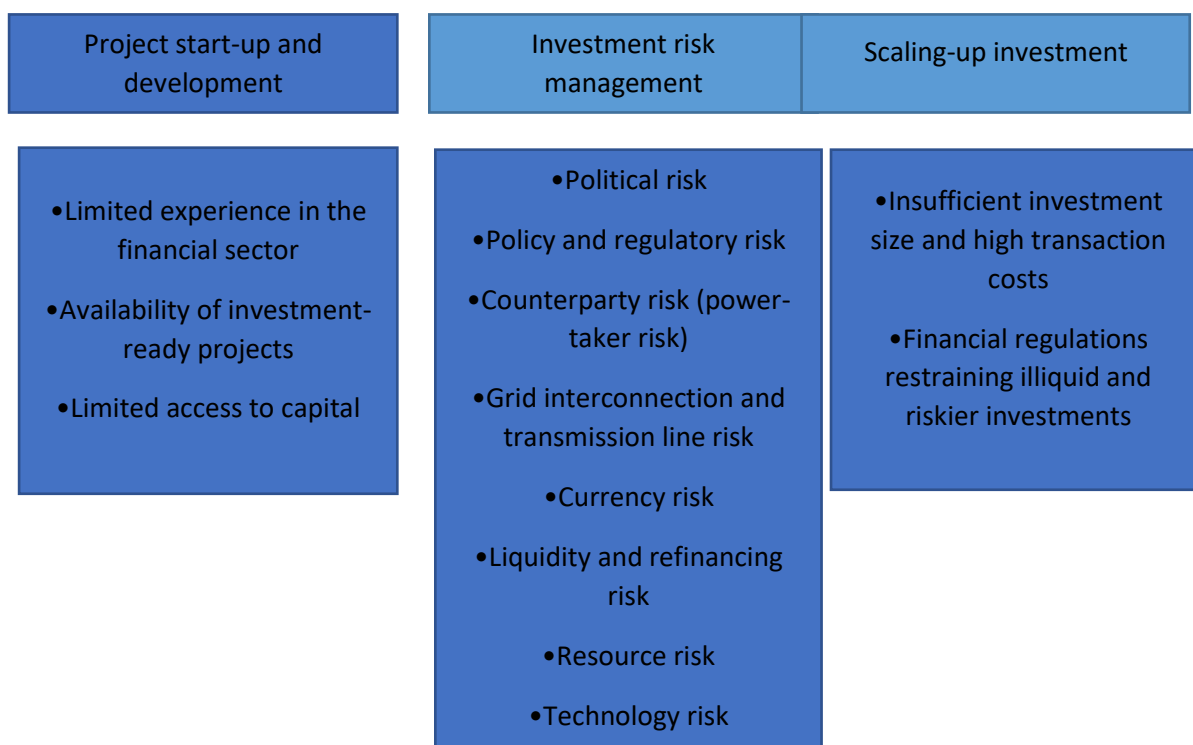 Project start-up and
development
Investment risk
management
Scaling-up investment
•Limited experience in the
financial sector
•Availability of investment-
ready projects
•Limited access to capital
•Political risk
•Policy and regulatory risk
•Counterparty risk (power-
taker risk)
•Grid interconnection and
transmission line risk
•Currency risk
•Liquidity and refinancing
risk
•Resource risk
•Technology risk
•Insufficient investment
size and high transaction
costs
•Financial regulations
restraining illiquid and
riskier investments